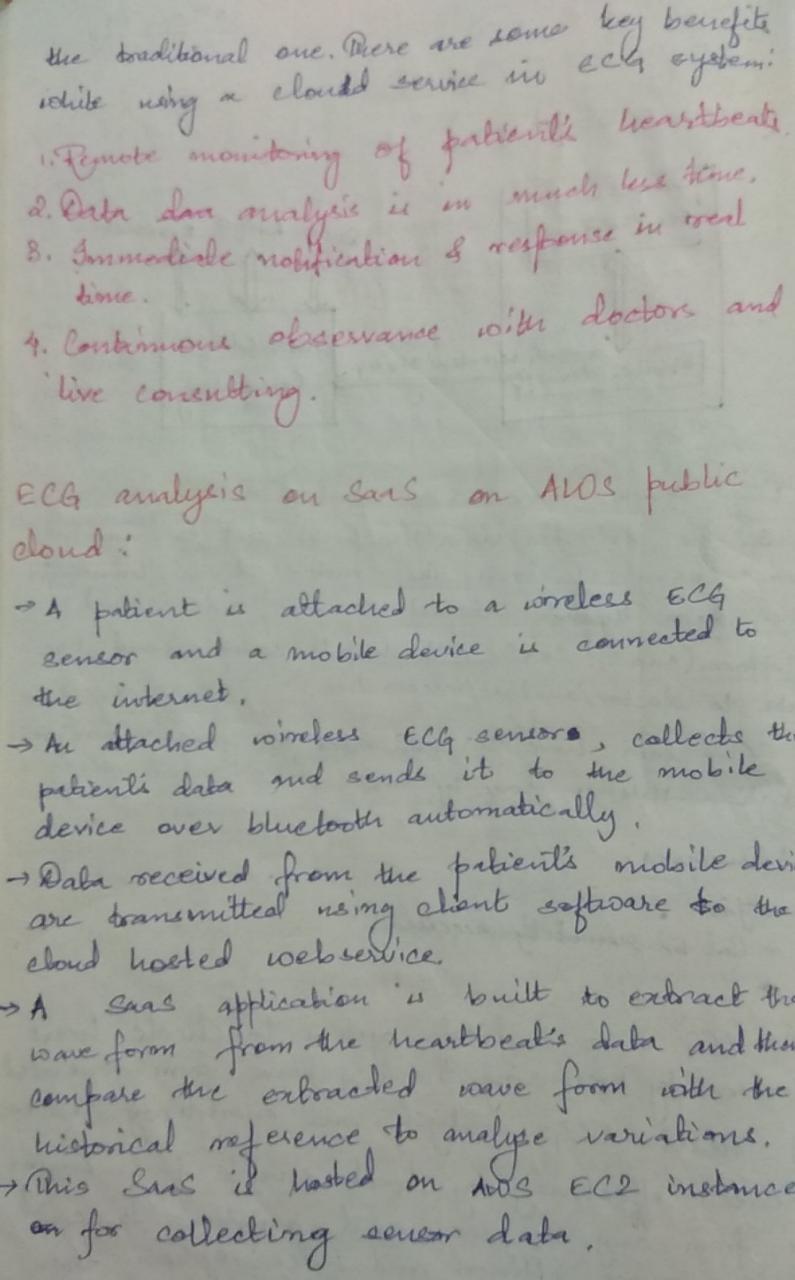 the traditional one. There are some key benefits
while using a cloud service in ECG system:
1. Remote monitoring of patient's heartbeats
2. Data analysis is in much less time.
3. Immediate notification & response in real
time.
4. Continuous observance with doctors and
live consulting.
ECG analysis on SaaS on AWS public
cloud:
→ A patient is attached to a wireless ECG
sensor and a mobile device is connected to
the internet.
→ An attached wireless ECG sensors, collects the
patient's data and sends it to the mobile
device over bluetooth automatically.
→ Data received from the patient's mobile devi
are transmitted using client software to the
cloud hosted webservice.
→ A SaaS application is built to extract the
wave form from the heartbeat's data and then
compare the extracted wave form with the
historical reference to analyse variations.
→ This SaaS is hosted on AWS EC2 instance
for collecting sensor data.